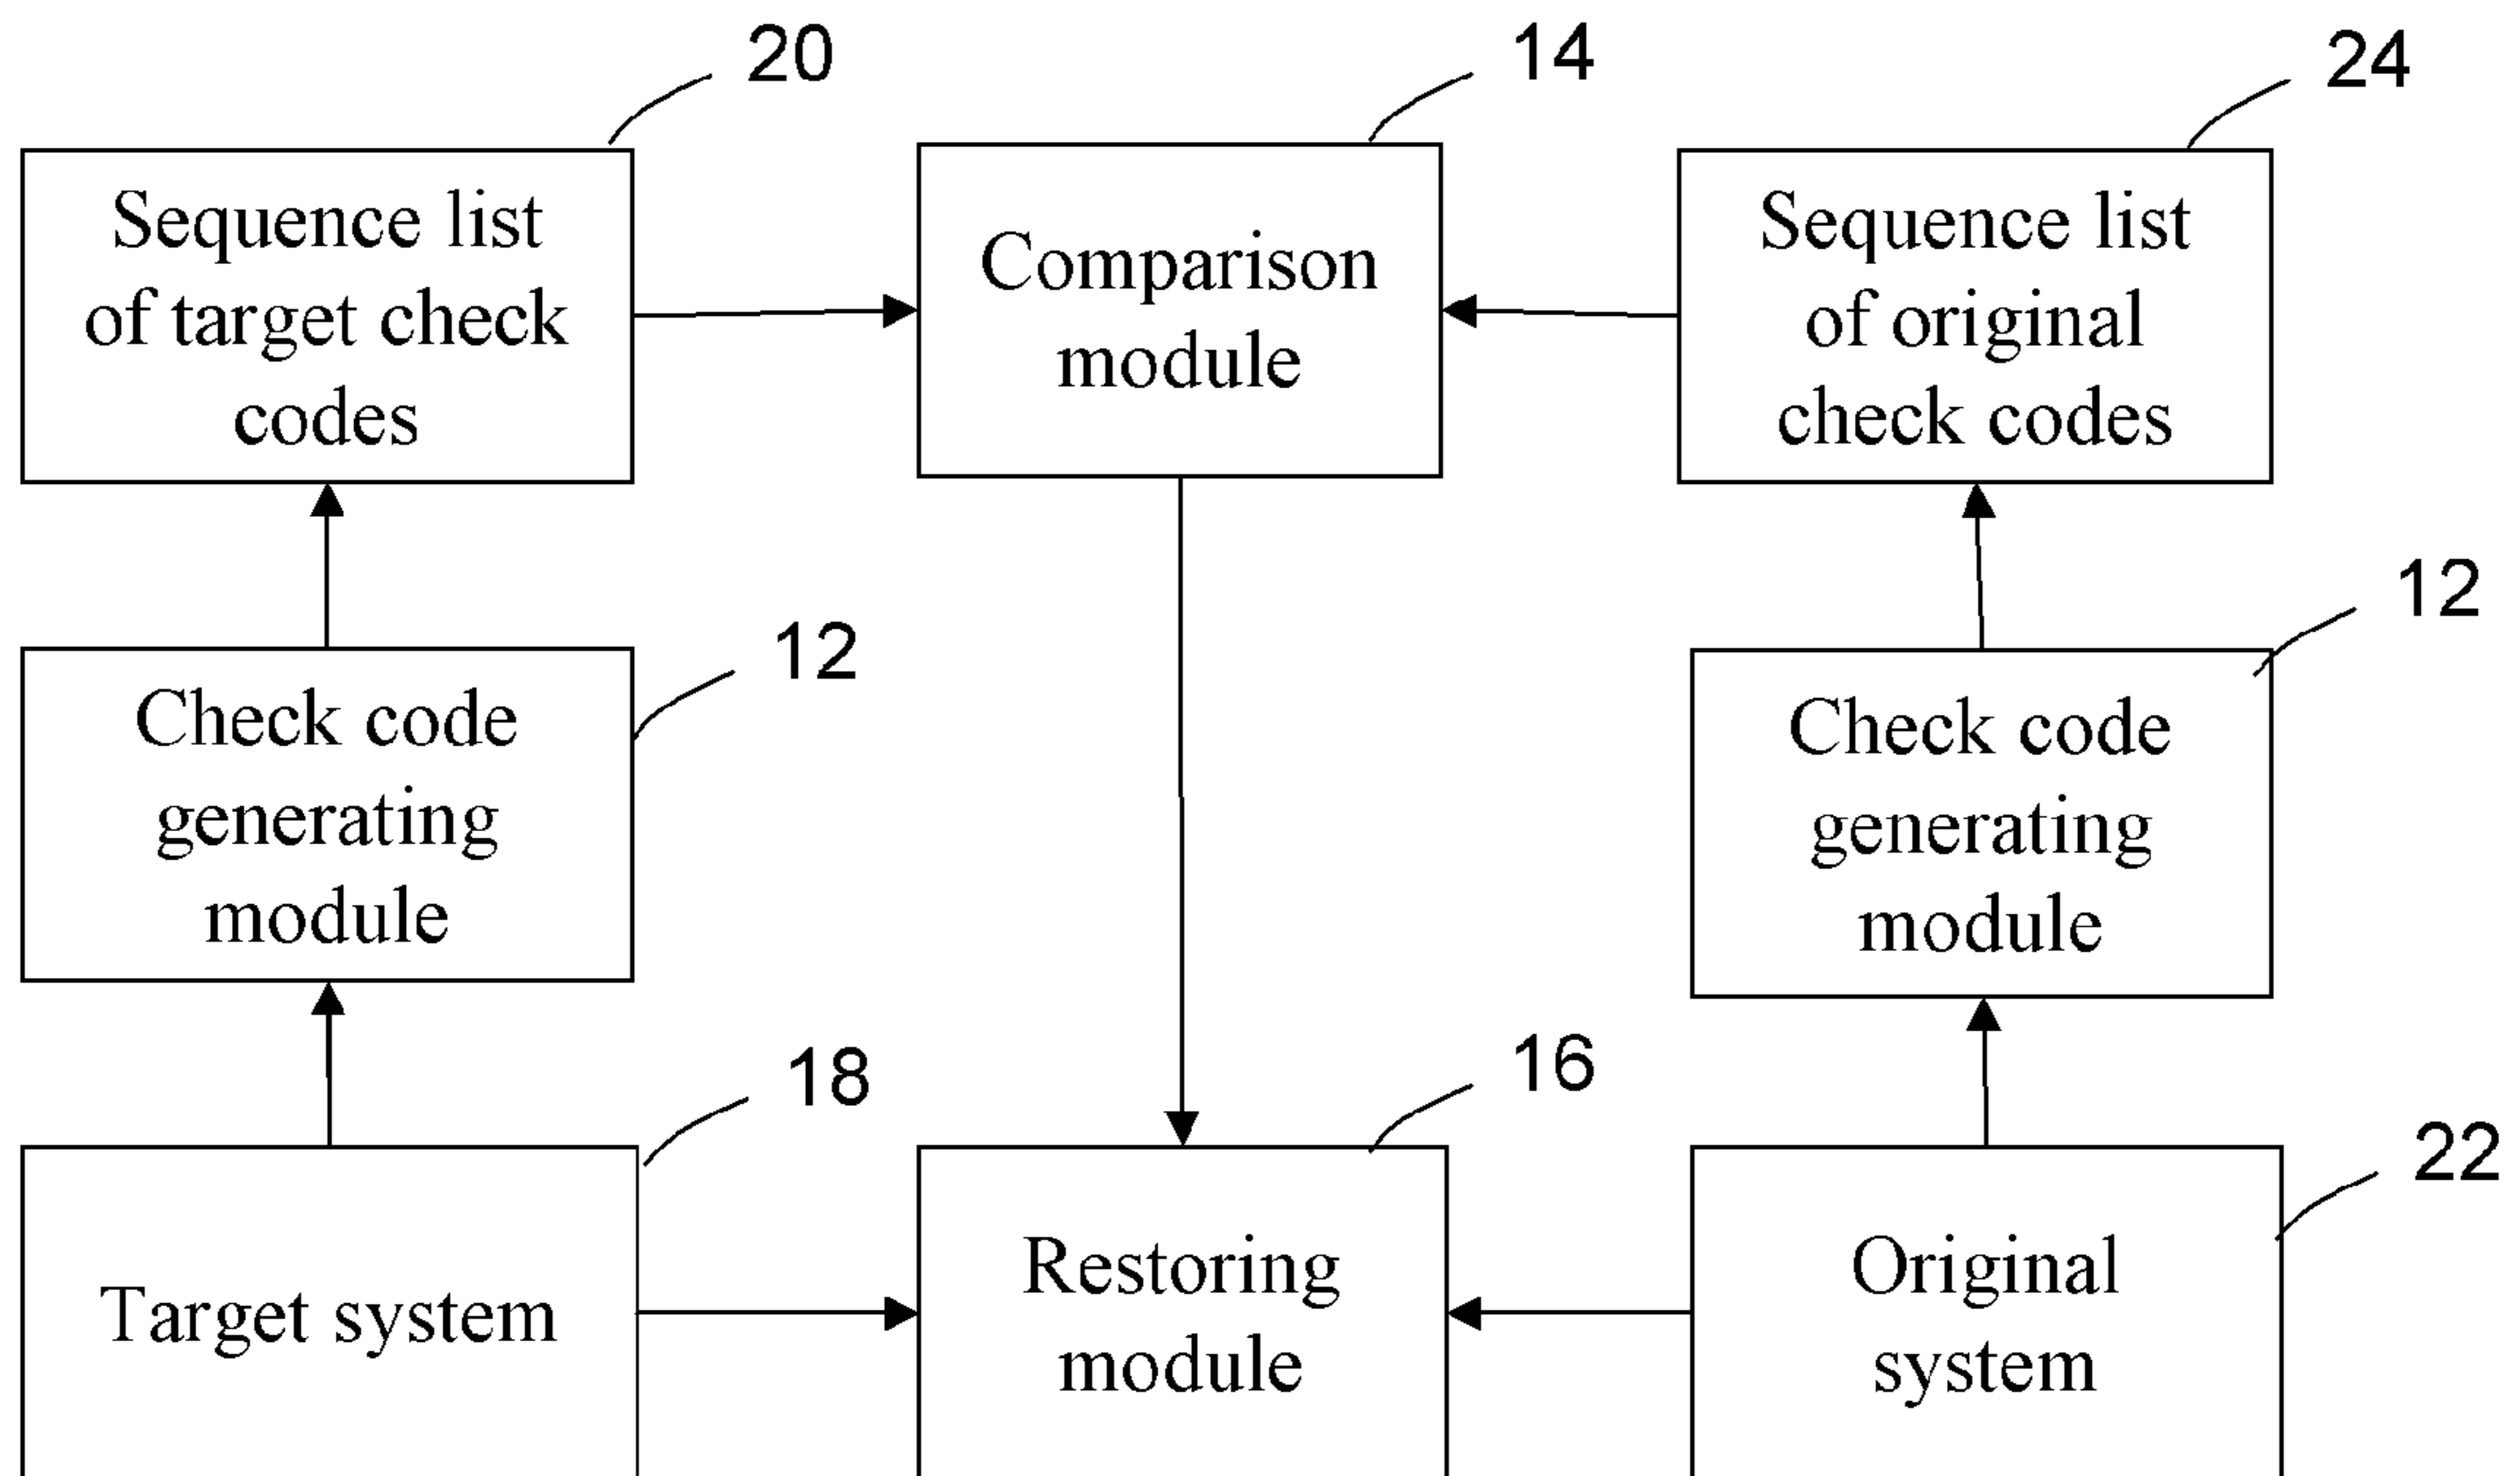 20
14
24
Sequence list
of target check
codes
Comparison
module
Sequence list
of original
check codes
12
12
Check code
generating
module
Check code
generating
module
18
16
22
Target system
Restoring
module
Original
system